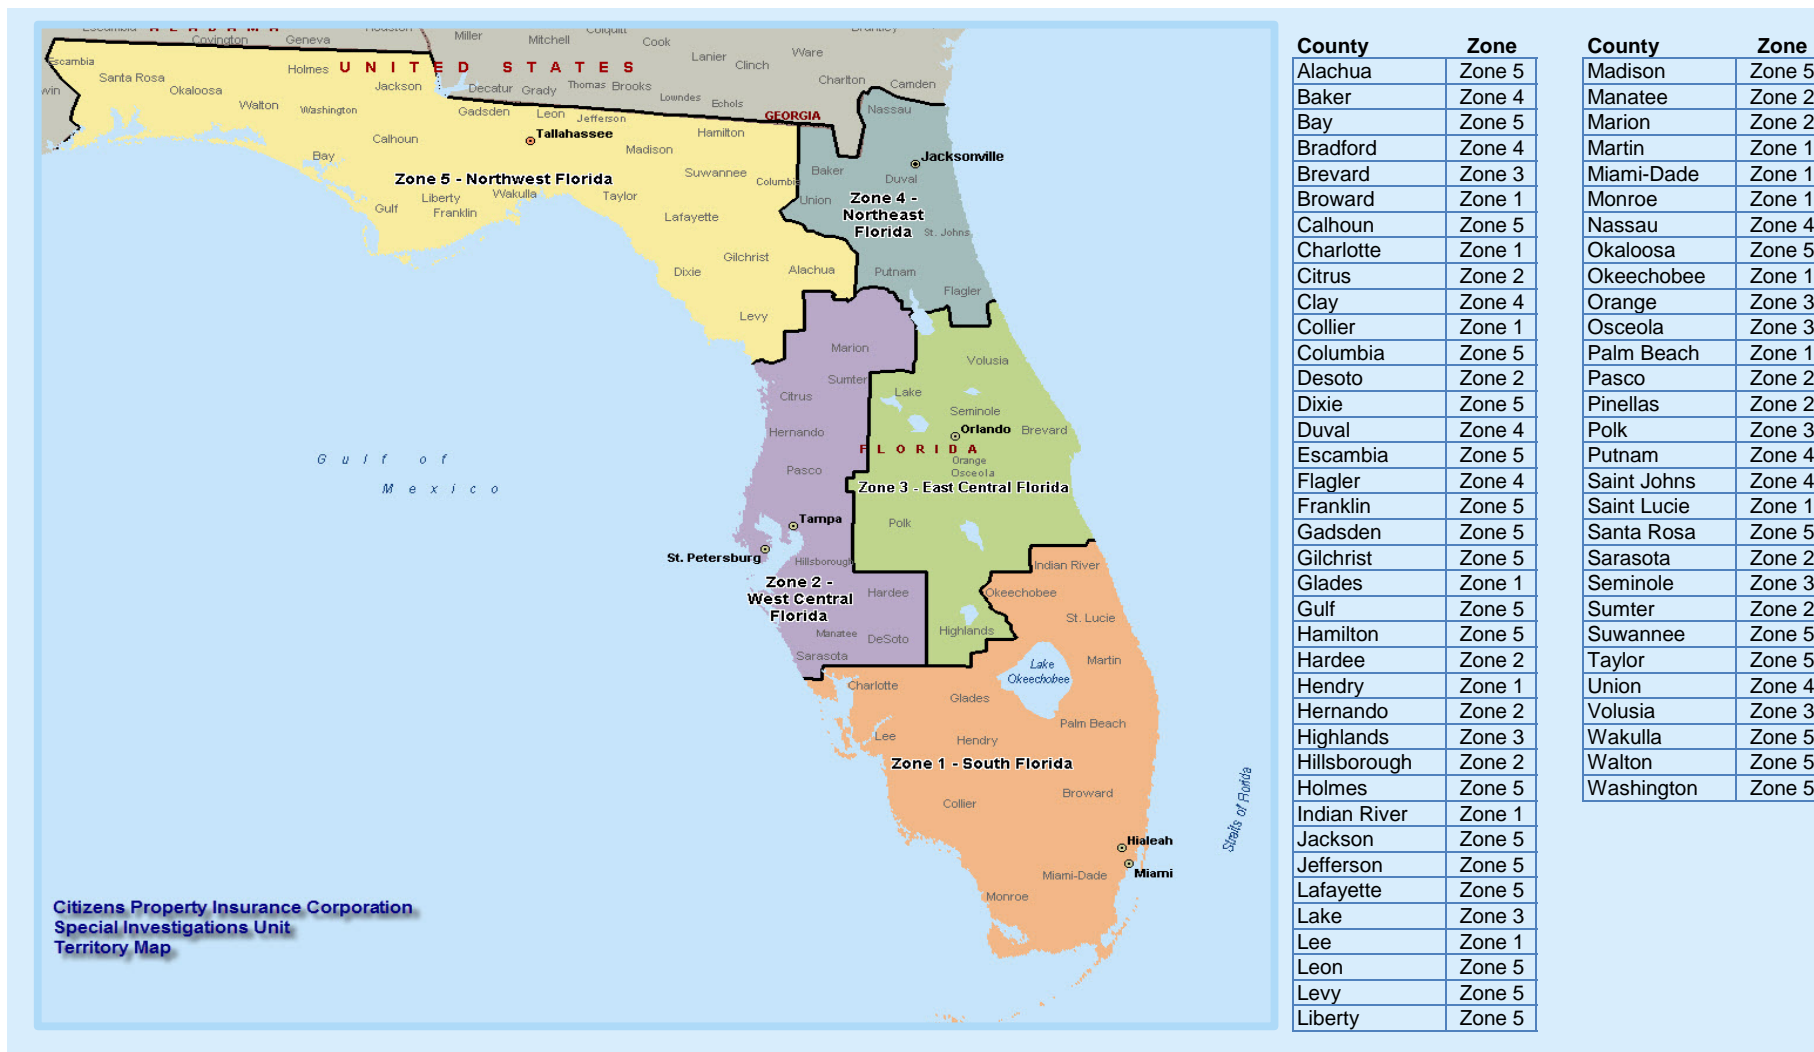 Escambia A L A B A M A Houston
Covington Geneva
Miller Mitchell Colquitt Cook Brantley
Lanier Clinch Ware
Charlton Camden
Escambia Santa Rosa Okaloosa Holmes
U N I T E D S T A T E S
Jackson Decatur Grady Thomas Brooks
Lowndes Echols
win
Walton Washington
Gadsden Leon Jefferson
GEORGIA
Nassau
Tallahassee
Hamilton
Calhoun
Madison
Bay
Jacksonville
Suwannee
Columbia
Baker
Duval
Zone 5 - Northwest Florida
Liberty Wakulla Taylor
Gulf Franklin
Lafayette
Union
Zone 4 -
Northeast
Florida
St. Johns
Gilchrist
Dixie
Alachua
Putnam
Flagler
Levy
Marion
Volusia
Sumter
Citrus
Lake
Seminole
Hernando
Orlando Brevard
F L O R I D A
Orange
Osceola
Pasco
Gulf of
Mexico
Zone 3 - East Central Florida
Tampa
Polk
St. Petersburg
Hillsborough
Indian River
Zone 2 -
West Central
Florida
Hardee
Okeechobee
St. Lucie
Manatee DeSoto
Highlands
Sarasota
Lake
Okeechobee
Martin
Charlotte
Glades
Palm Beach
Lee
Hendry
Zone 1 - South Florida
Collier
Broward
Straits of Florida
Hialeah
Miami
Miami-Dade
Monroe
Citizens Property Insurance Corporation
Special Investigations Unit
Territory Map
County Zone
Alachua Zone 5
Baker Zone 4
Bay Zone 5
Bradford Zone 4
Brevard Zone 3
Broward Zone 1
Calhoun Zone 5
Charlotte Zone 1
Citrus Zone 2
Clay Zone 4
Collier Zone 1
Columbia Zone 5
Desoto Zone 2
Dixie Zone 5
Duval Zone 4
Escambia Zone 5
Flagler Zone 4
Franklin Zone 5
Gadsden Zone 5
Gilchrist Zone 5
Glades Zone 1
Gulf Zone 5
Hamilton Zone 5
Hardee Zone 2
Hendry Zone 1
Hernando Zone 2
Highlands Zone 3
Hillsborough Zone 2
Holmes Zone 5
Indian River Zone 1
Jackson Zone 5
Jefferson Zone 5
Lafayette Zone 5
Lake Zone 3
Lee Zone 1
Leon Zone 5
Levy Zone 5
Liberty Zone 5
County Zone
Madison Zone 5
Manatee Zone 2
Marion Zone 2
Martin Zone 1
Miami-Dade Zone 1
Monroe Zone 1
Nassau Zone 4
Okaloosa Zone 5
Okeechobee Zone 1
Orange Zone 3
Osceola Zone 3
Palm Beach Zone 1
Pasco Zone 2
Pinellas Zone 2
Polk Zone 3
Putnam Zone 4
Saint Johns Zone 4
Saint Lucie Zone 1
Santa Rosa Zone 5
Sarasota Zone 2
Seminole Zone 3
Sumter Zone 2
Suwannee Zone 5
Taylor Zone 5
Union Zone 4
Volusia Zone 3
Wakulla Zone 5
Walton Zone 5
Washington Zone 5